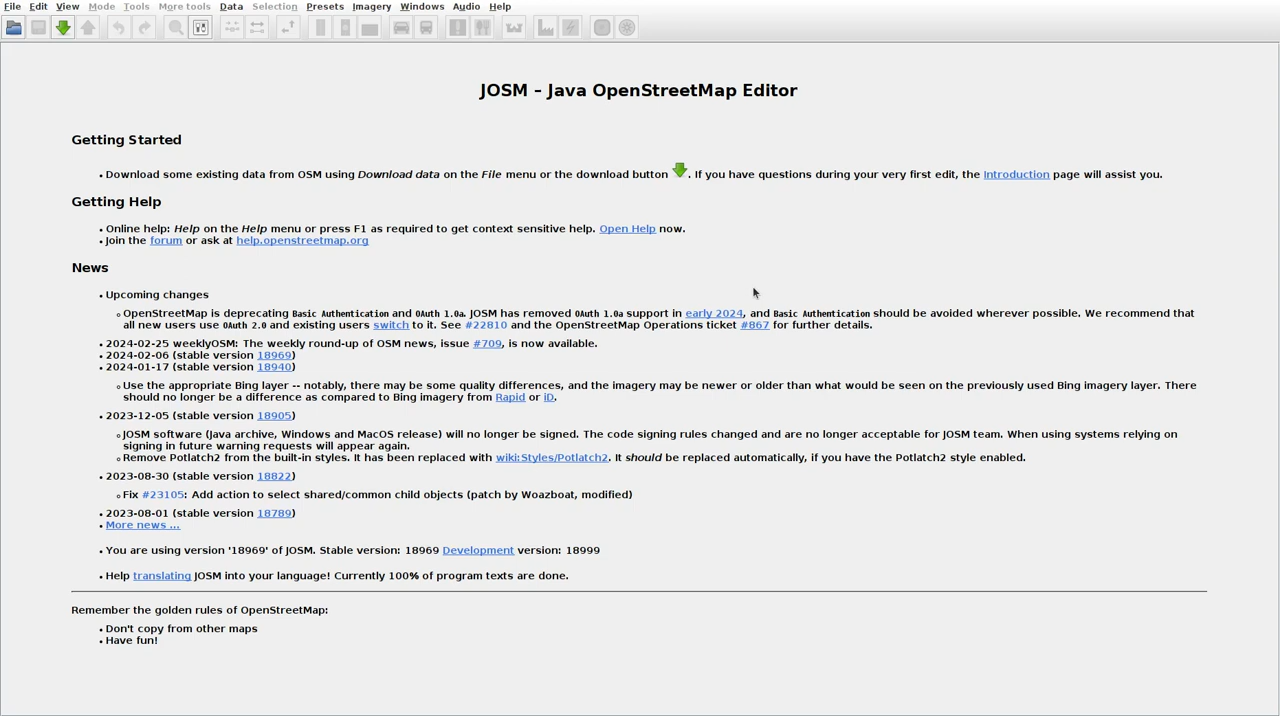 File Edit View Mode Tools More tools Data Selection Presets Imagery Windows Audio Help
JOSM – Java OpenStreetMap Editor
Getting Started
• Download some existing data from OSM using Download data on the File menu or the download button . If you have questions during your very first edit, the Introduction page will assist you.
Getting Help
• Online help: Help on the Help menu or press F1 as required to get context sensitive help. Open Help now.
• Join the forum or ask at help.openstreetmap.org
News
• Upcoming changes
◦ OpenStreetMap is deprecating Basic Authentication and OAuth 1.0a. JOSM has removed OAuth 1.0a support in early 2024, and Basic Authentication should be avoided wherever possible. We recommend that
all new users use OAuth 2.0 and existing users switch to it. See #22810 and the OpenStreetMap Operations ticket #867 for further details.
• 2024-02-25 weeklyOSM: The weekly round-up of OSM news, issue #709, is now available.
• 2024-02-06 (stable version 18969)
• 2024-01-17 (stable version 18940)
◦ Use the appropriate Bing layer -- notably, there may be some quality differences, and the imagery may be newer or older than what would be seen on the previously used Bing imagery layer. There
should no longer be a difference as compared to Bing imagery from Rapid or iD.
• 2023-12-05 (stable version 18905)
◦ JOSM software (Java archive, Windows and MacOS release) will no longer be signed. The code signing rules changed and are no longer acceptable for JOSM team. When using systems relying on
signing in future warning requests will appear again.
◦ Remove Potlatch2 from the built-in styles. It has been replaced with wiki:Styles/Potlatch2. It should be replaced automatically, if you have the Potlatch2 style enabled.
• 2023-08-30 (stable version 18822)
◦ Fix #23105: Add action to select shared/common child objects (patch by Woazboat, modified)
• 2023-08-01 (stable version 18789)
• More news ...
• You are using version '18969' of JOSM. Stable version: 18969 Development version: 18999
• Help translating JOSM into your language! Currently 100% of program texts are done.
Remember the golden rules of OpenStreetMap:
• Don't copy from other maps
• Have fun!